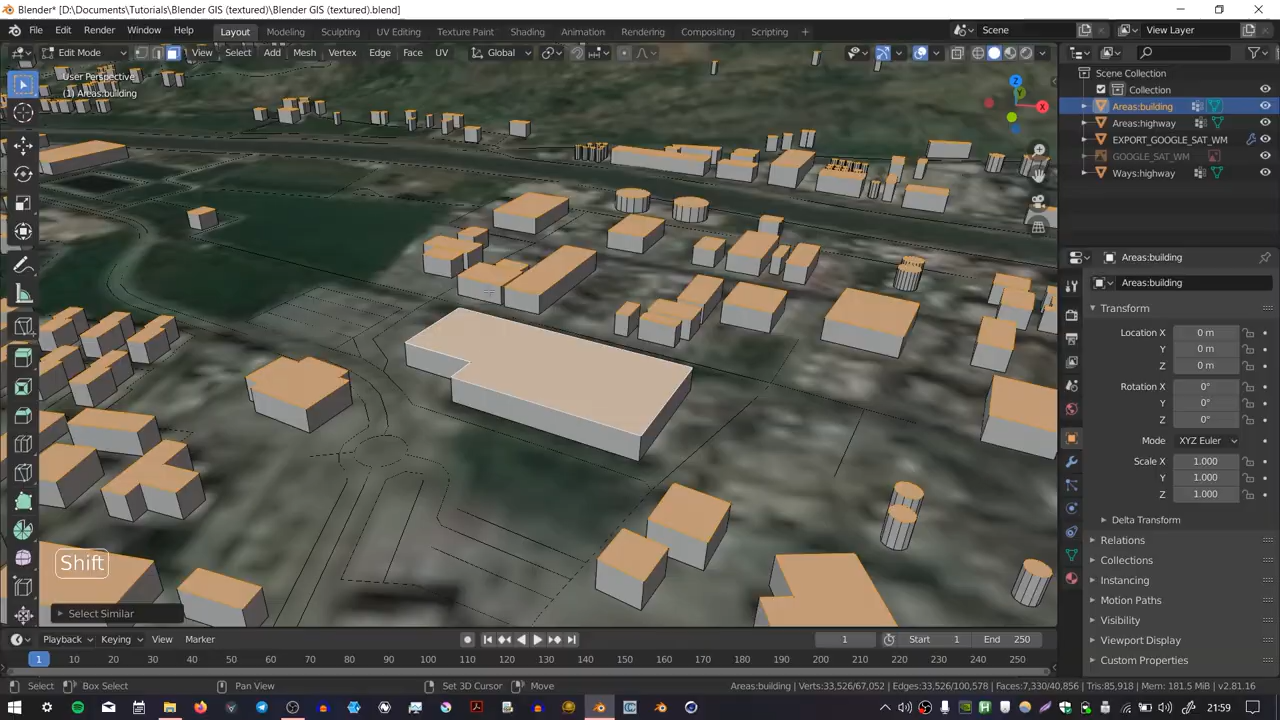 Blender* [D:\Documents\Tutorials\Blender GIS (textured)\Blender GIS (textured).blend]
File Edit Render Window Help Layout Modeling Sculpting UV Editing Texture Paint Shading Animation Rendering Compositing Scripting + Scene View Layer
Edit Mode View Select Add Mesh Vertex Edge Face UV Global
User Perspective
(1) Areas:building
Z
Y
X
Shift
Select Similar
Scene Collection
Collection
Areas:building
Areas:highway
EXPORT_GOOGLE_SAT_WM
GOOGLE_SAT_WM
Ways:highway
Areas:building
Areas:building
Transform
Location X 0 m
Y 0 m
Z 0 m
Rotation X 0°
Y 0°
Z 0°
Mode XYZ Euler
Scale X 1.000
Y 1.000
Z 1.000
Delta Transform
Relations
Collections
Instancing
Motion Paths
Visibility
Viewport Display
Custom Properties
Playback Keying View Marker 1 Start 1 End 250
1 10 20 30 40 50 60 70 80 90 100 110 120 130 140 150 160 170 180 190 200 210 220 230 240 250
Select Box Select Pan View Set 3D Cursor Move Areas:building | Verts:33,526/67,052 | Edges:33,526/100,578 | Faces:7,330/40,856 | Tris:85,918 | Mem: 181.5 MiB | v2.81.16
21:59